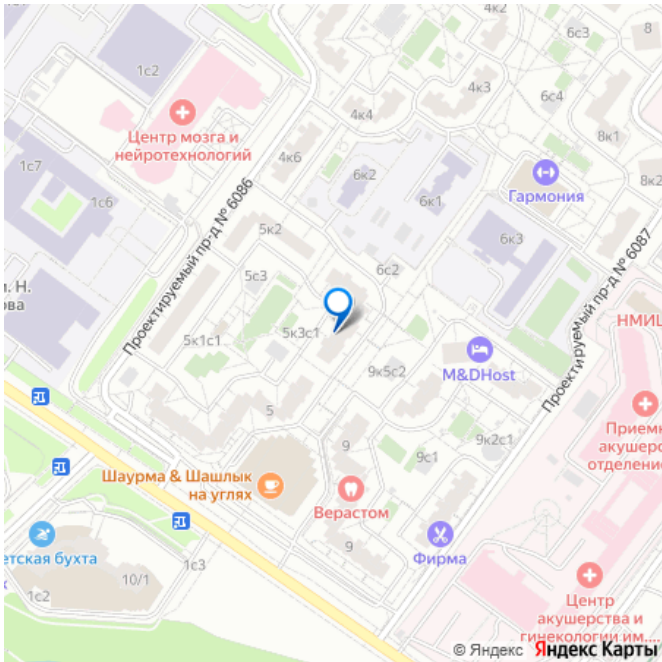 6с3
8
4к2
1с2
4к3
6с4
4к4
8к1
Центр мозга и
нейротехнологий
4к6
1с7
6к2
Гармония
8к2
1с6
6к1
Проектируемый пр-д № 6086
5к2
6к3
Проектируемый пр-д № 6087
5с3
6с2
и. Н.
ова
НМИЦ
5к3с1
5к1с1
M&DHost
9к5с2
5
Приемн
акушерс
отделение
9
9к2с1
9с1
Шаурма & Шашлык
на углях
Верастом
етская бухта
х
Фирма
9
1с3
10/1
1с2
Центр
акушерства и
гинекологии им....
© Яндекс Яндекс Карты